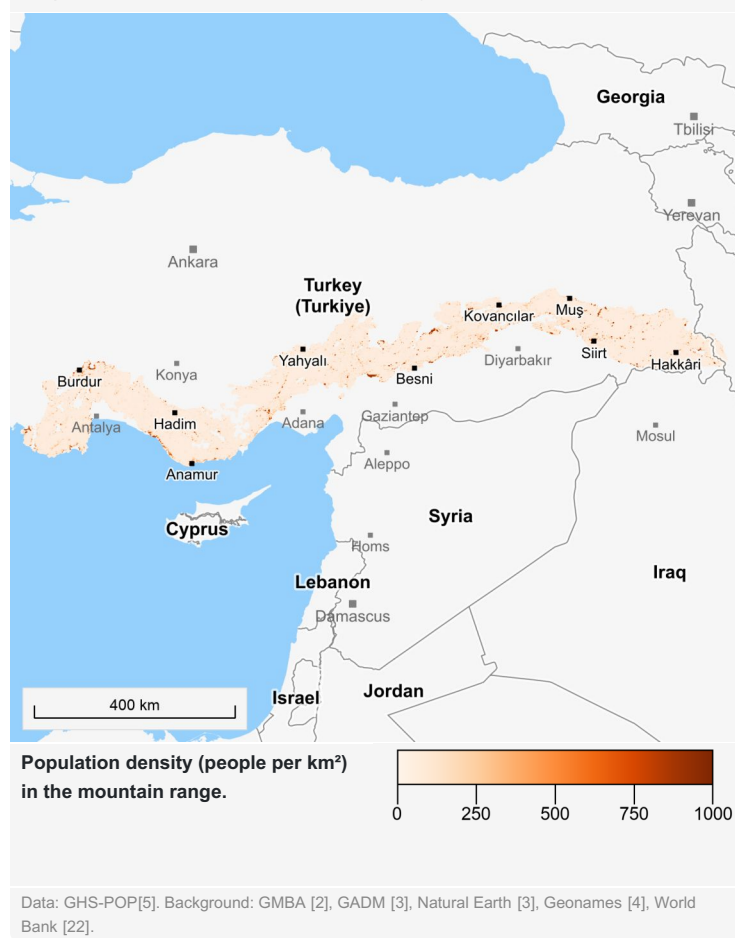 Georgia
Tbilisi
Yerevan
Ankara
Turkey
(Turkiye)
Kovancılar
Muş
Yahyalı
Siirt
Diyarbakır
Hakkâri
Burdur
Konya
Besni
Antalya
Hadim
Adana
Gaziantep
Mosul
Anamur
Aleppo
Cyprus
Syria
Homs
Iraq
Lebanon
Damascus
Israel
Jordan
400 km
Population density (people per km²)
in the mountain range.
0 250 500 750 1000
Data: GHS-POP[5]. Background: GMBA [2], GADM [3], Natural Earth [3], Geonames [4], World
Bank [22].